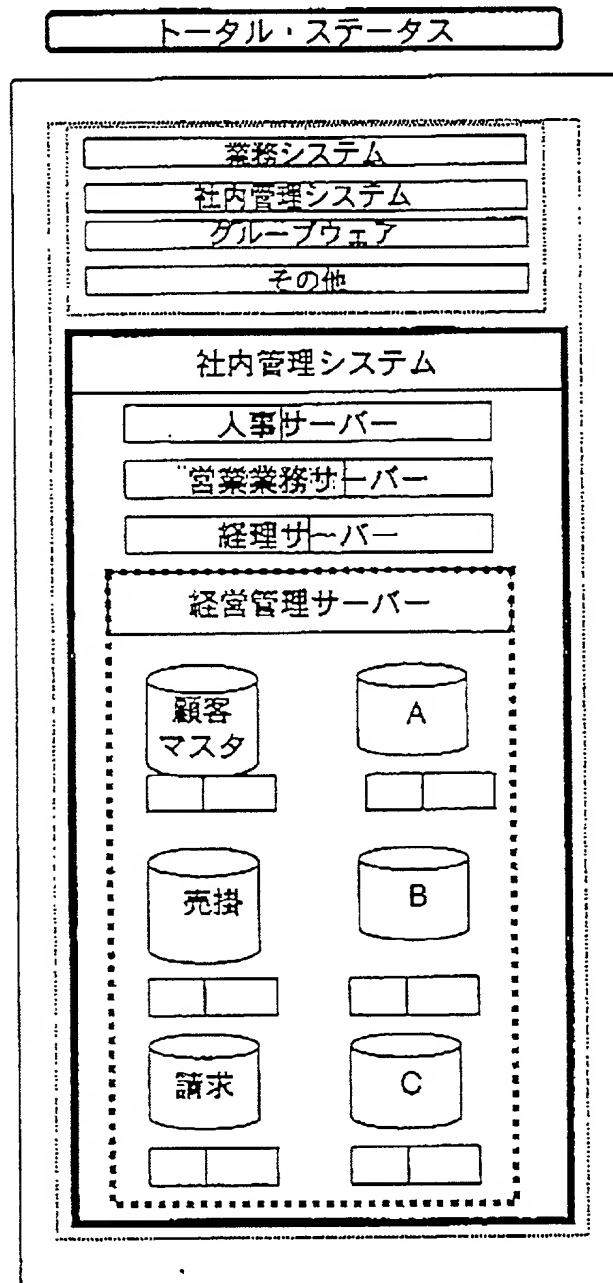 トータル・ステータス
業務システム
社内管理システム
グループウェア
その他
社内管理システム
人事サーバー
営業業務サーバー
経理サーバー
経営管理サーバー
顧客
マスタ
A
売掛
B
請求
C